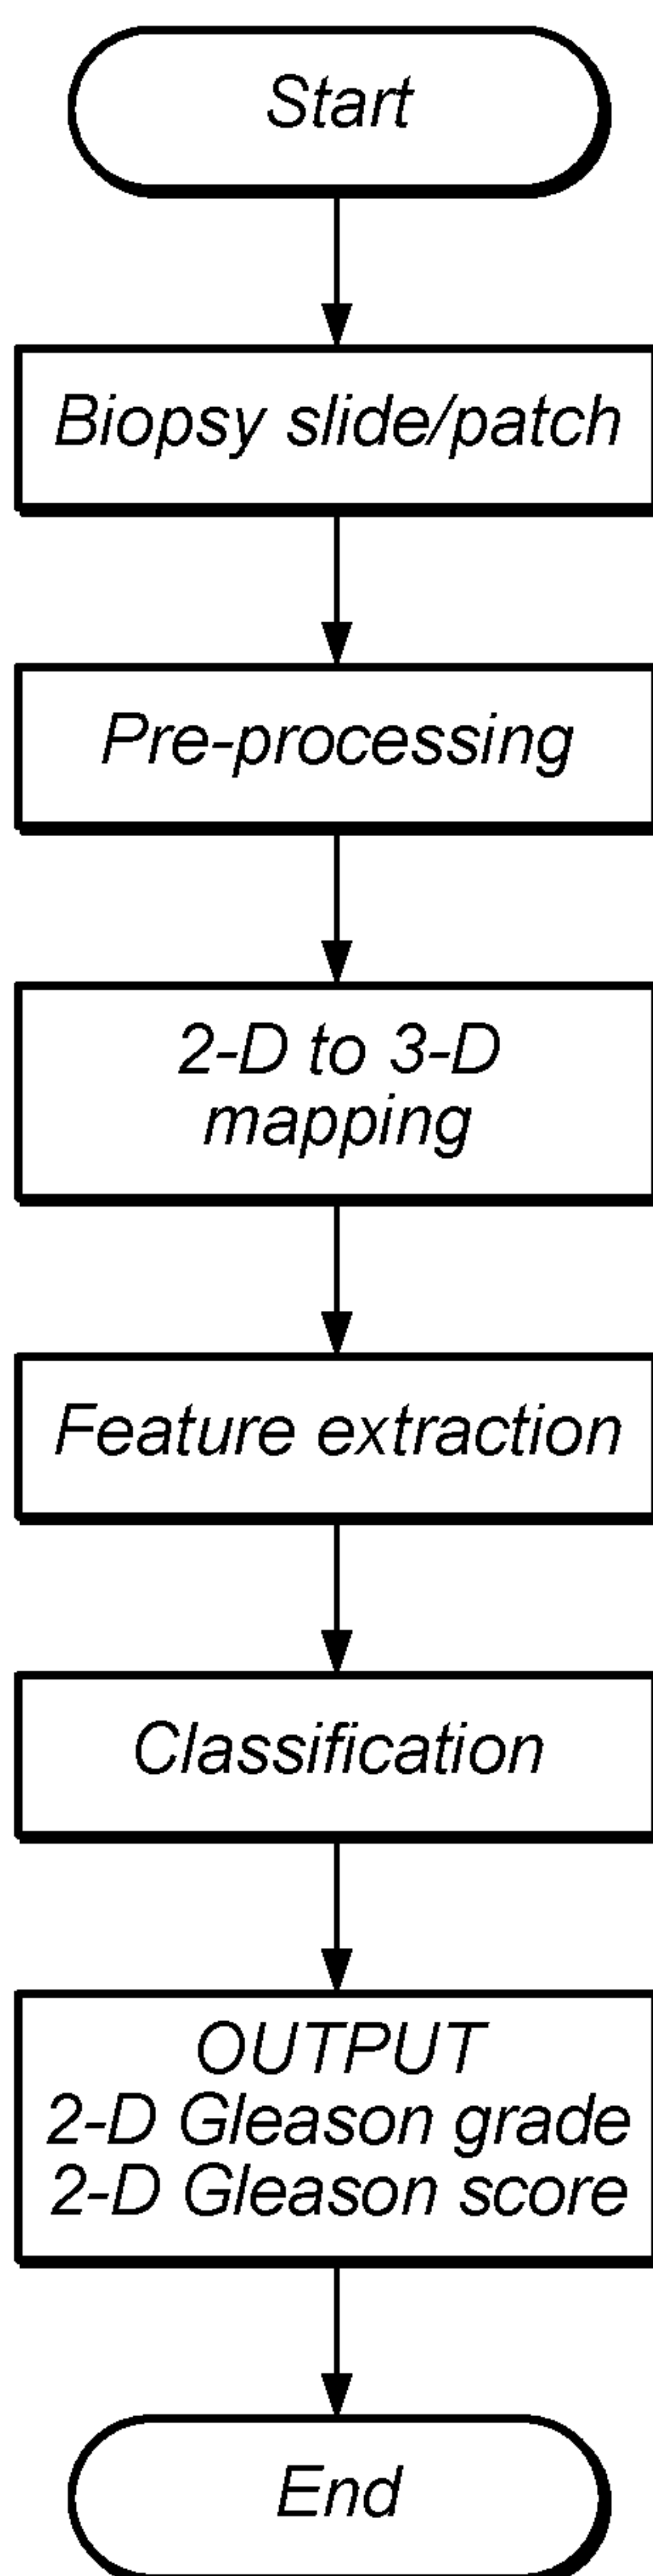 Start
Biopsy slide/patch
Pre-processing
2-D to 3-D
mapping
Feature extraction
Classification
OUTPUT
2-D Gleason grade
2-D Gleason score
End